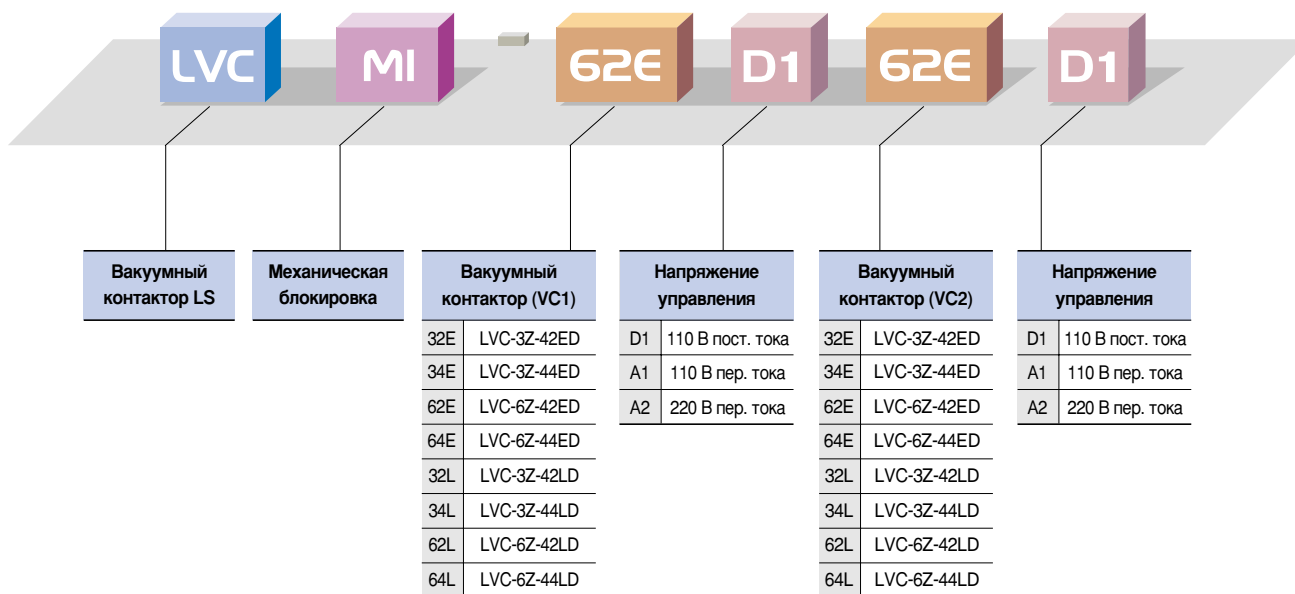 LVC MI 62E D1 62E D1
Вакуумный
контактор LS
Механическая
блокировка
Вакуумный
контактор (VC1)
32E LVC-3Z-42ED
34E LVC-3Z-44ED
62E LVC-6Z-42ED
64E LVC-6Z-44ED
32L LVC-3Z-42LD
34L LVC-3Z-44LD
62L LVC-6Z-42LD
64L LVC-6Z-44LD
Напряжение
управления
D1 110 В пост. тока
A1 110 В пер. тока
A2 220 В пер. тока
Вакуумный
контактор (VC2)
32E LVC-3Z-42ED
34E LVC-3Z-44ED
62E LVC-6Z-42ED
64E LVC-6Z-44ED
32L LVC-3Z-42LD
34L LVC-3Z-44LD
62L LVC-6Z-42LD
64L LVC-6Z-44LD
Напряжение
управления
D1 110 В пост. тока
A1 110 В пер. тока
A2 220 В пер. тока